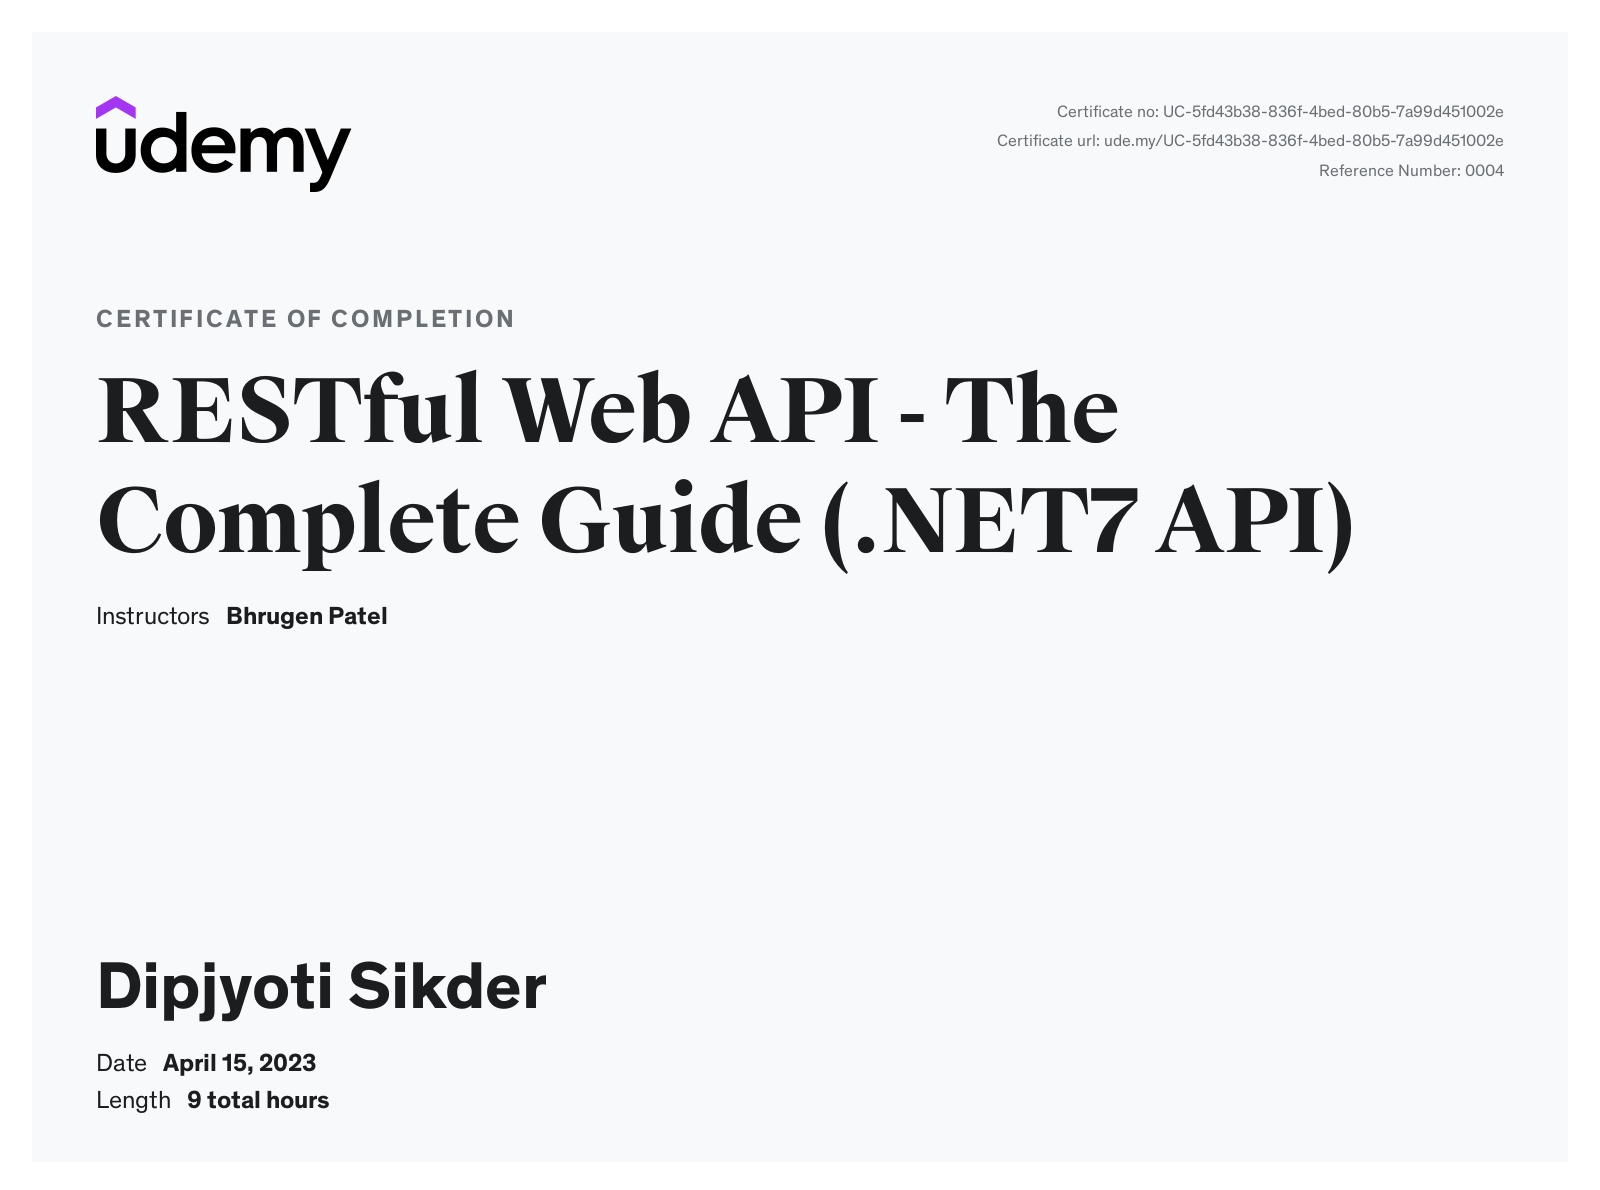 udemy
Certificate no: UC-5fd43b38-836f-4bed-80b5-7a99d451002e
Certificate url: ude.my/UC-5fd43b38-836f-4bed-80b5-7a99d451002e
Reference Number: 0004
CERTIFICATE OF COMPLETION
RESTful Web API - The
Complete Guide (.NET7 API)
Instructors Bhrugen Patel
Dipjyoti Sikder
Date April 15, 2023
Length 9 total hours